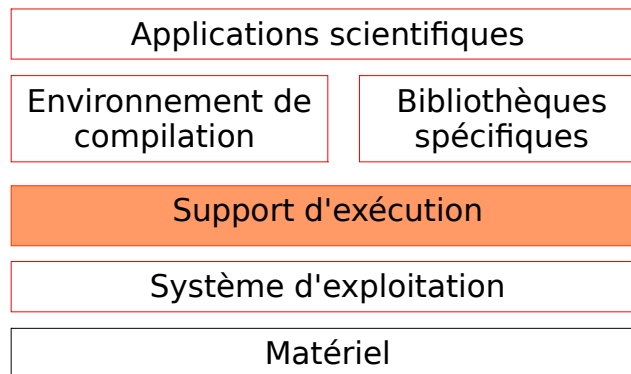 Applications scientifiques
Environnement de
compilation
Bibliothèques
spécifiques
Support d'exécution
Système d'exploitation
Matériel